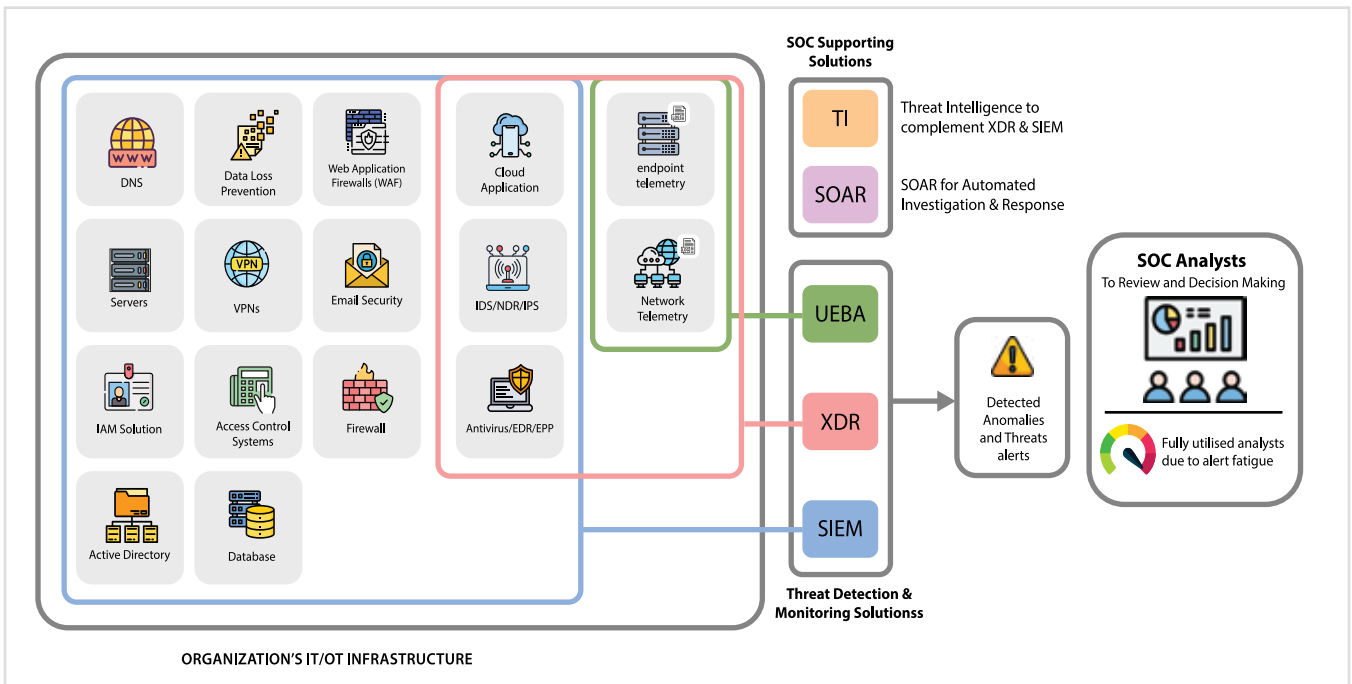 SOC Supporting
Solutions
TI
Threat Intelligence to
complement XDR & SIEM
SOAR
SOAR for Automated
Investigation & Response
WWW
DNS
Data Loss
Prevention
Web Application
Firewalls (WAF)
Cloud
Application
endpoint
telemetry
Servers
VPN
VPNs
Email Security
IDS/NDR/IPS
Network
Telemetry
IAM Solution
Access Control
Systems
Firewall
Antivirus/EDR/EPP
Active Directory
Database
UEBA
XDR
SIEM
Threat Detection &
Monitoring Solutionss
Detected
Anomalies
and Threats
alerts
SOC Analysts
To Review and Decision Making
Fully utilised analysts
due to alert fatigue
ORGANIZATION'S IT/OT INFRASTRUCTURE